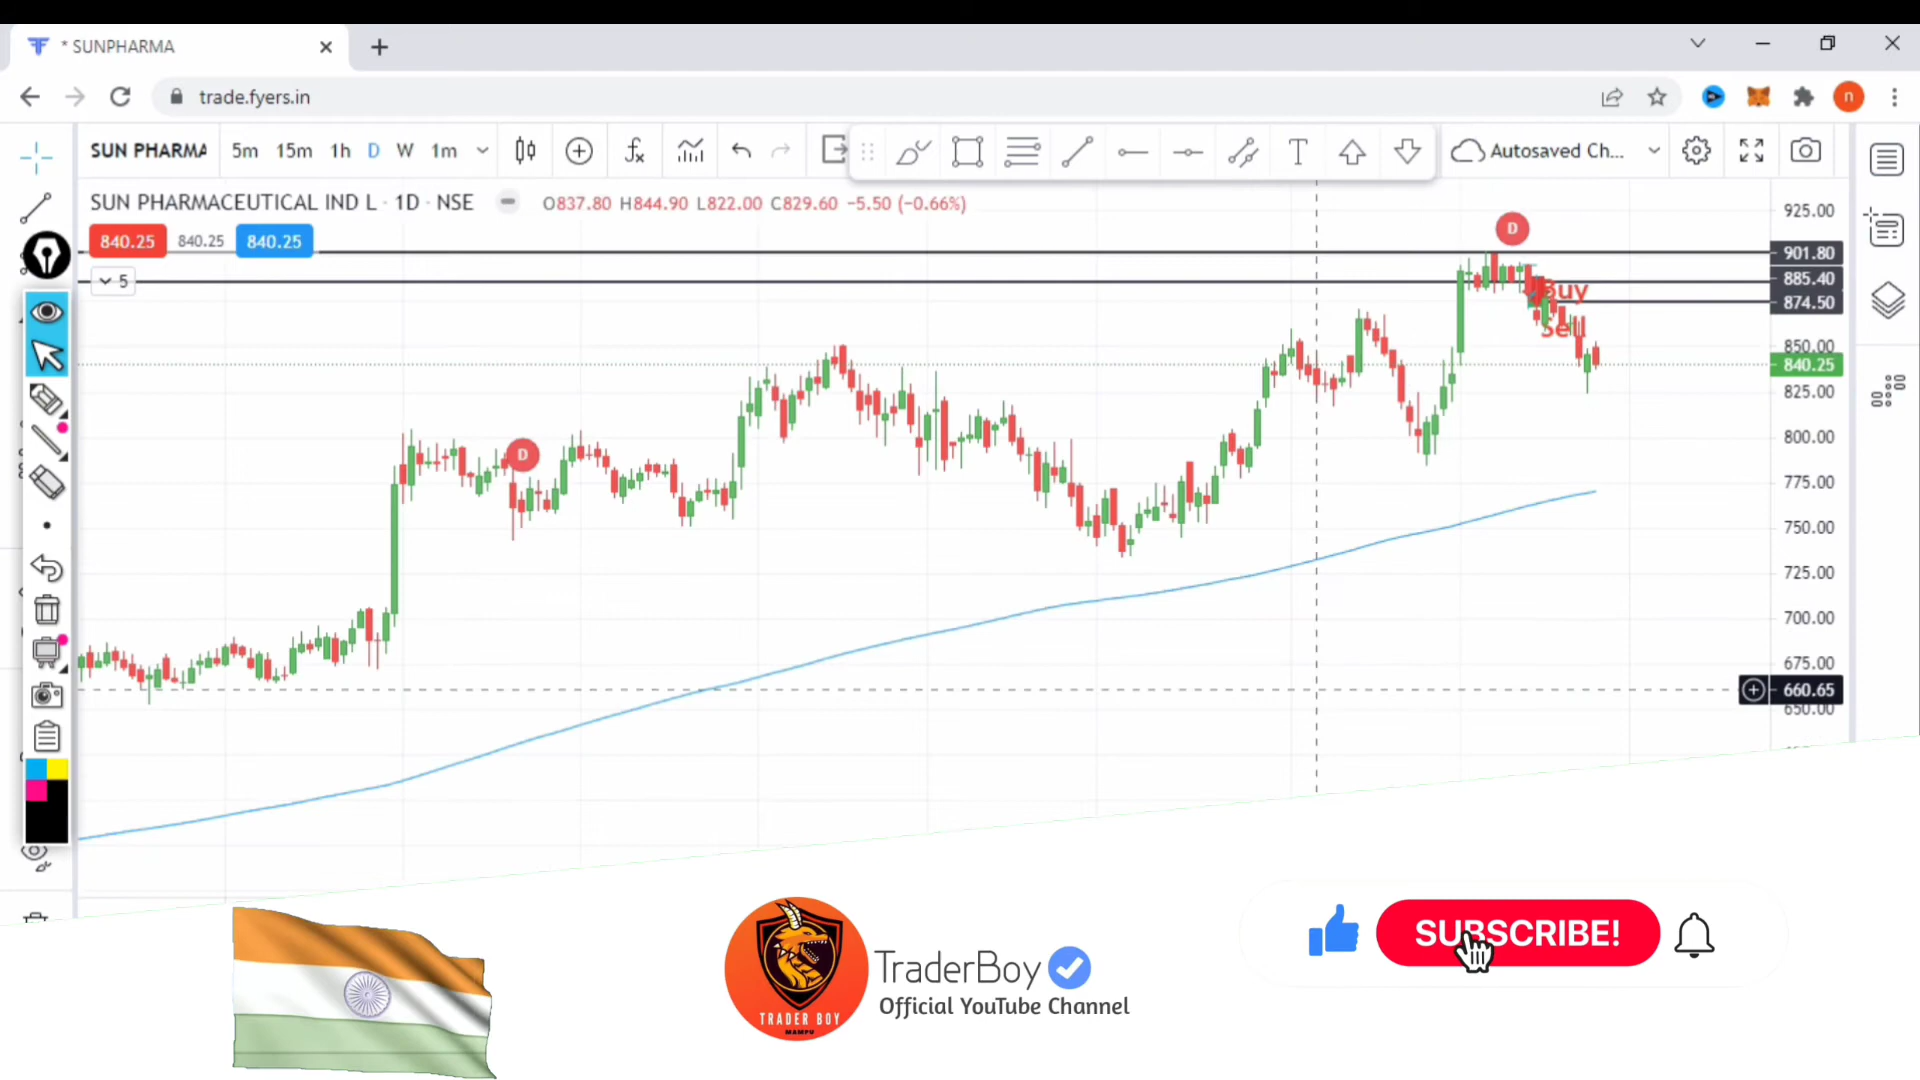 * SUNPHARMA
trade.fyers.in
n
SUN PHARMA 5m 15m 1h D W 1m
T
Autosaved Ch...
SUN PHARMACEUTICAL IND L · 1D · NSE O837.80 H844.90 L822.00 C829.60 −5.50 (−0.66%)
840.25 840.25 840.25
5
D
D
Buy
Sell
925.00
901.80
885.40
874.50
850.00
840.25
825.00
800.00
775.00
750.00
725.00
700.00
675.00
660.65
650.00
TRADER BOY
TraderBoy
Official YouTube Channel
SUBSCRIBE!